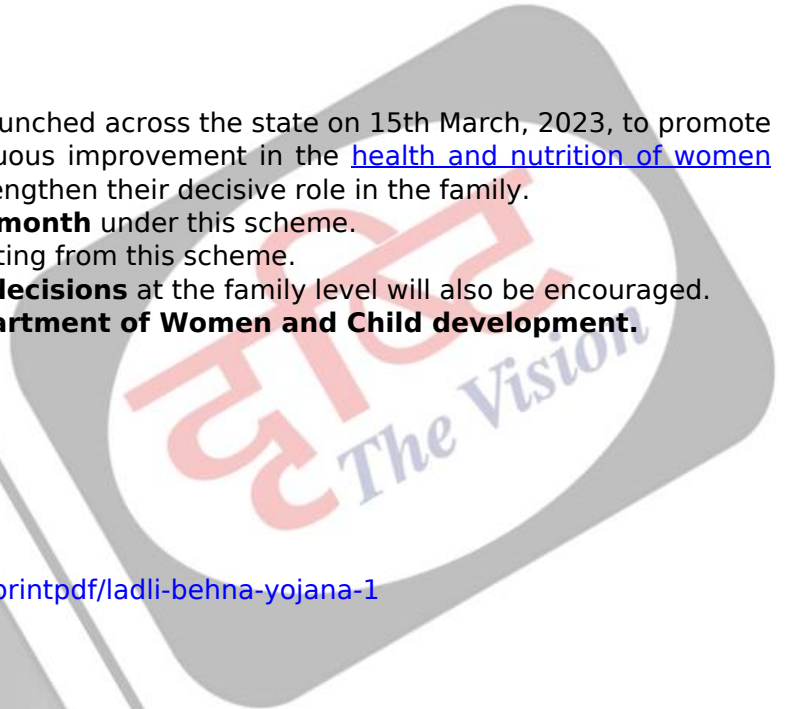 unched across the state on 15th March, 2023, to promote
uous improvement in the health and nutrition of women
engthen their decisive role in the family.
month under this scheme.
ting from this scheme.
decisions at the family level will also be encouraged.
artment of Women and Child development.
दृष्टि
The Vision
printpdf/ladli-behna-yojana-1